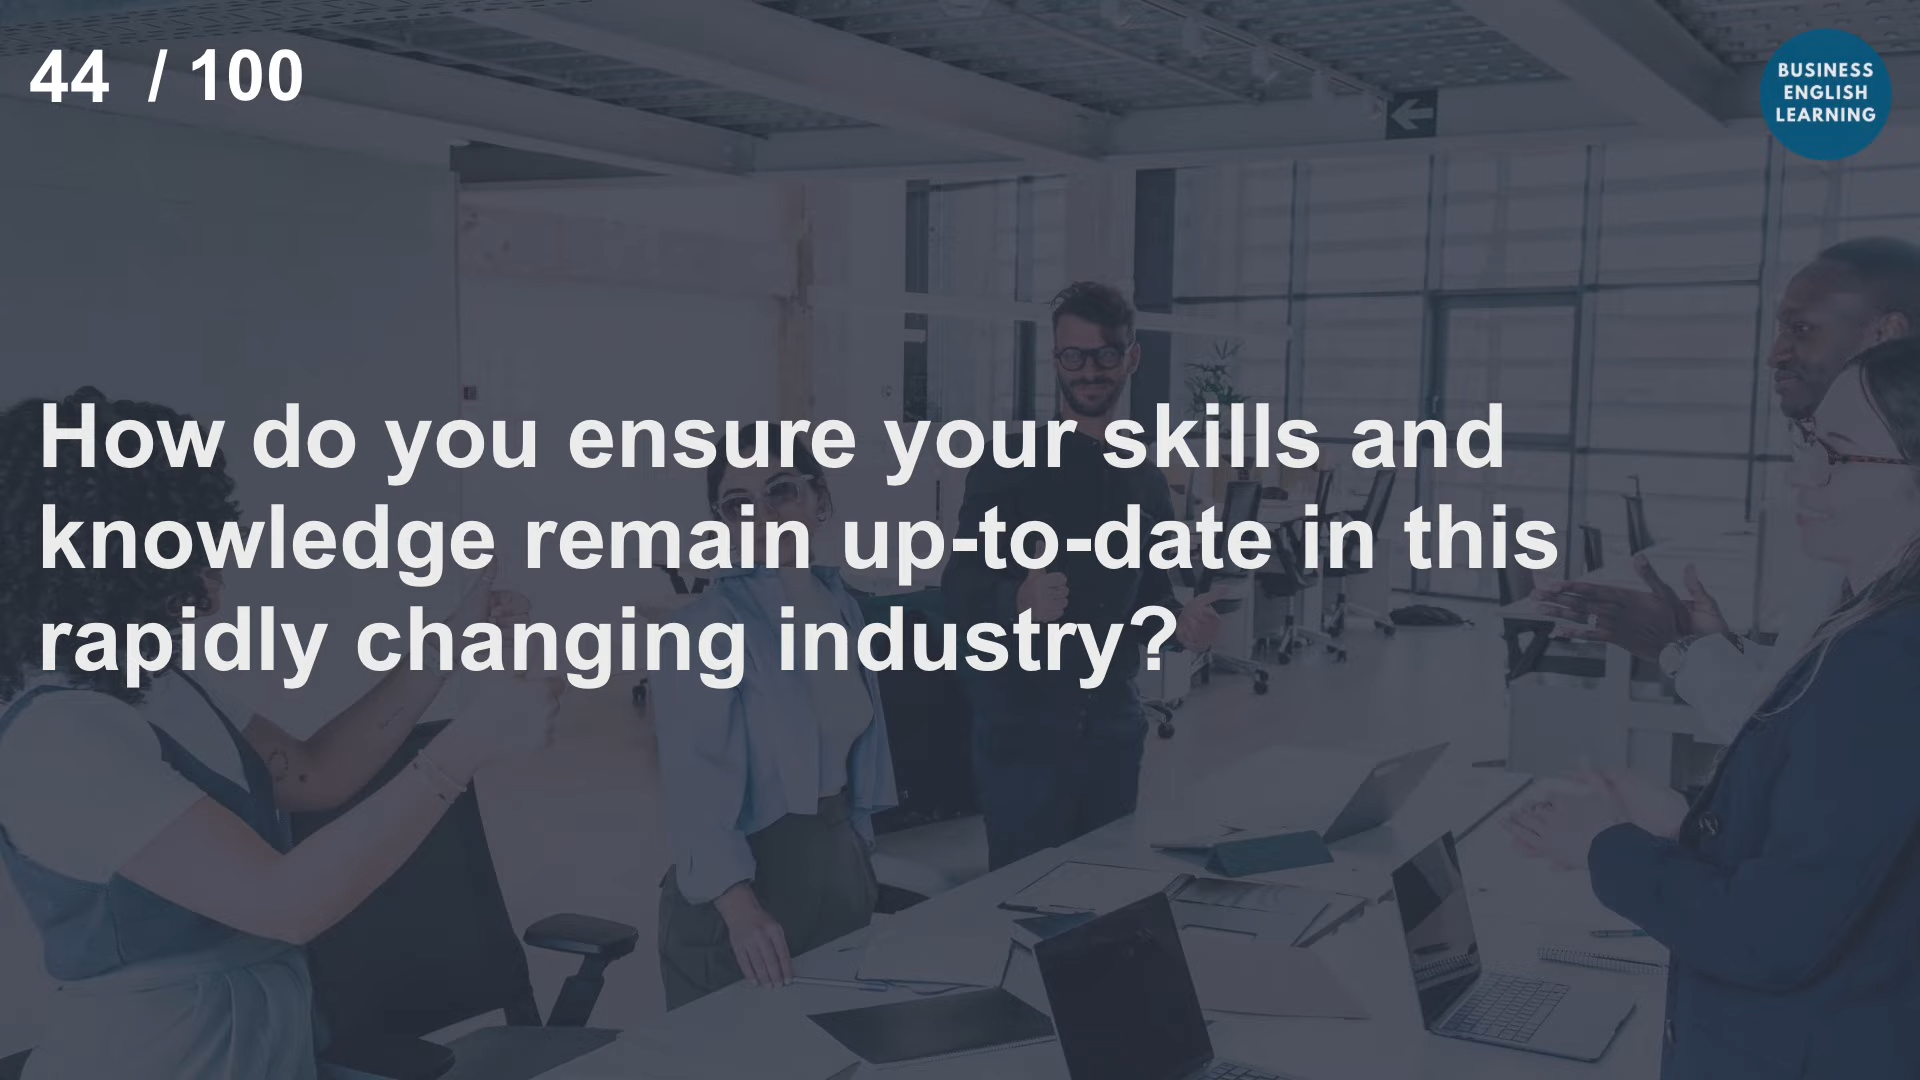 44 / 100
BUSINESS
ENGLISH
LEARNING
How do you ensure your skills and
knowledge remain up-to-date in this
rapidly changing industry?